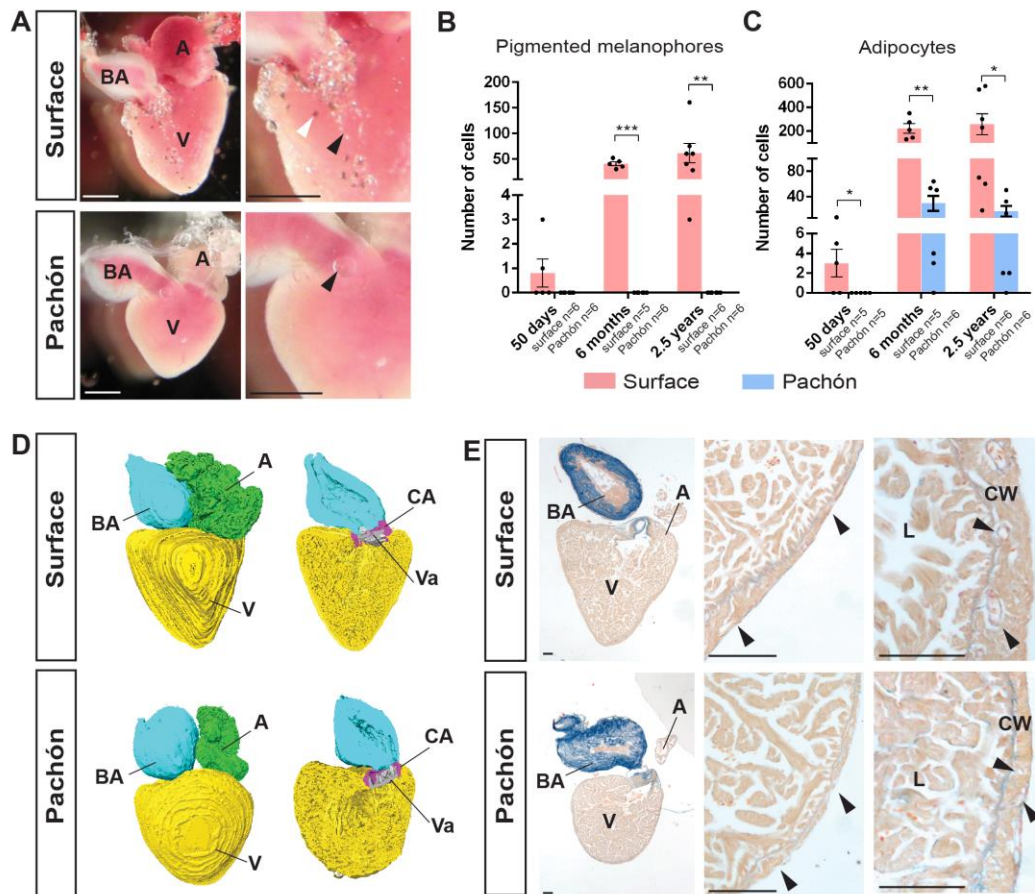 A
Surface
BA
A
V
Pachón
BA
A
V
B
Pigmented melanophores
Number of cells
200
150
100
50
4
3
2
1
0
***
**
50 days
surface n=6
Pachón n=6
6 months
surface n=5
Pachón n=6
2.5 years
surface n=6
Pachón n=6
C
Adipocytes
Number of cells
600
400
200
80
40
6
4
2
0
*
**
*
50 days
surface n=5
Pachón n=5
6 months
surface n=5
Pachón n=6
2.5 years
surface n=6
Pachón n=6
Surface
Pachón
D
Surface
BA
A
V
CA
Va
Pachón
BA
A
V
CA
Va
E
Surface
BA
A
V
CW
L
Pachón
BA
A
V
CW
L